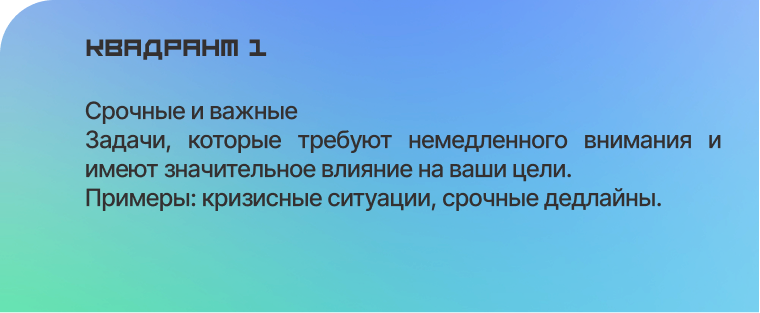 КВАДРАНТ 1
Срочные и важные
Задачи, которые требуют немедленного внимания и
имеют значительное влияние на ваши цели.
Примеры: кризисные ситуации, срочные дедлайны.